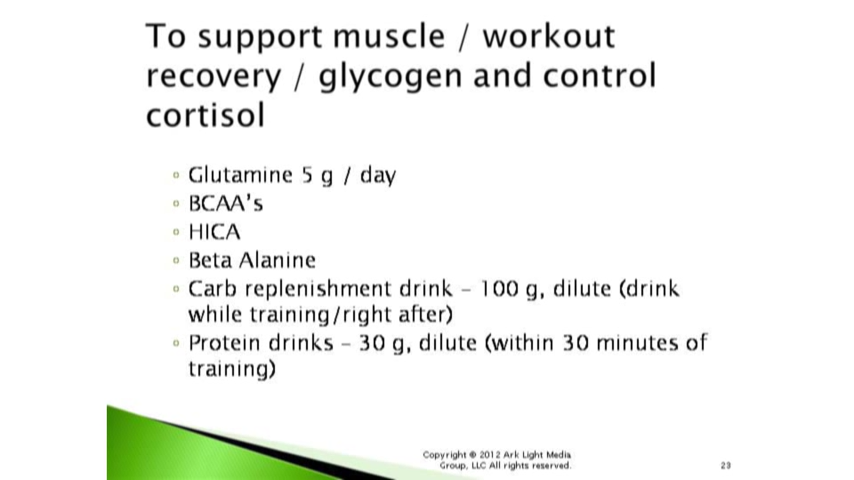 To support muscle / workout
recovery / glycogen and control
cortisol
Glutamine 5 g / day
BCAA's
HICA
Beta Alanine
Carb replenishment drink – 100 g, dilute (drink
while training/right after)
Protein drinks – 30 g, dilute (within 30 minutes of
training)
Copyright © 2012 Ark Light Media
Group, LLC All rights reserved.
23